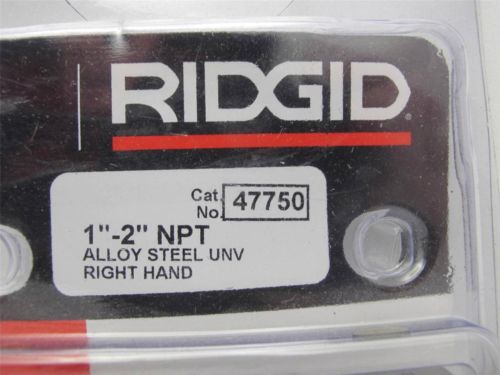 RIDGID
Cat. No. 47750
1"-2" NPT
ALLOY STEEL UNV
RIGHT HAND